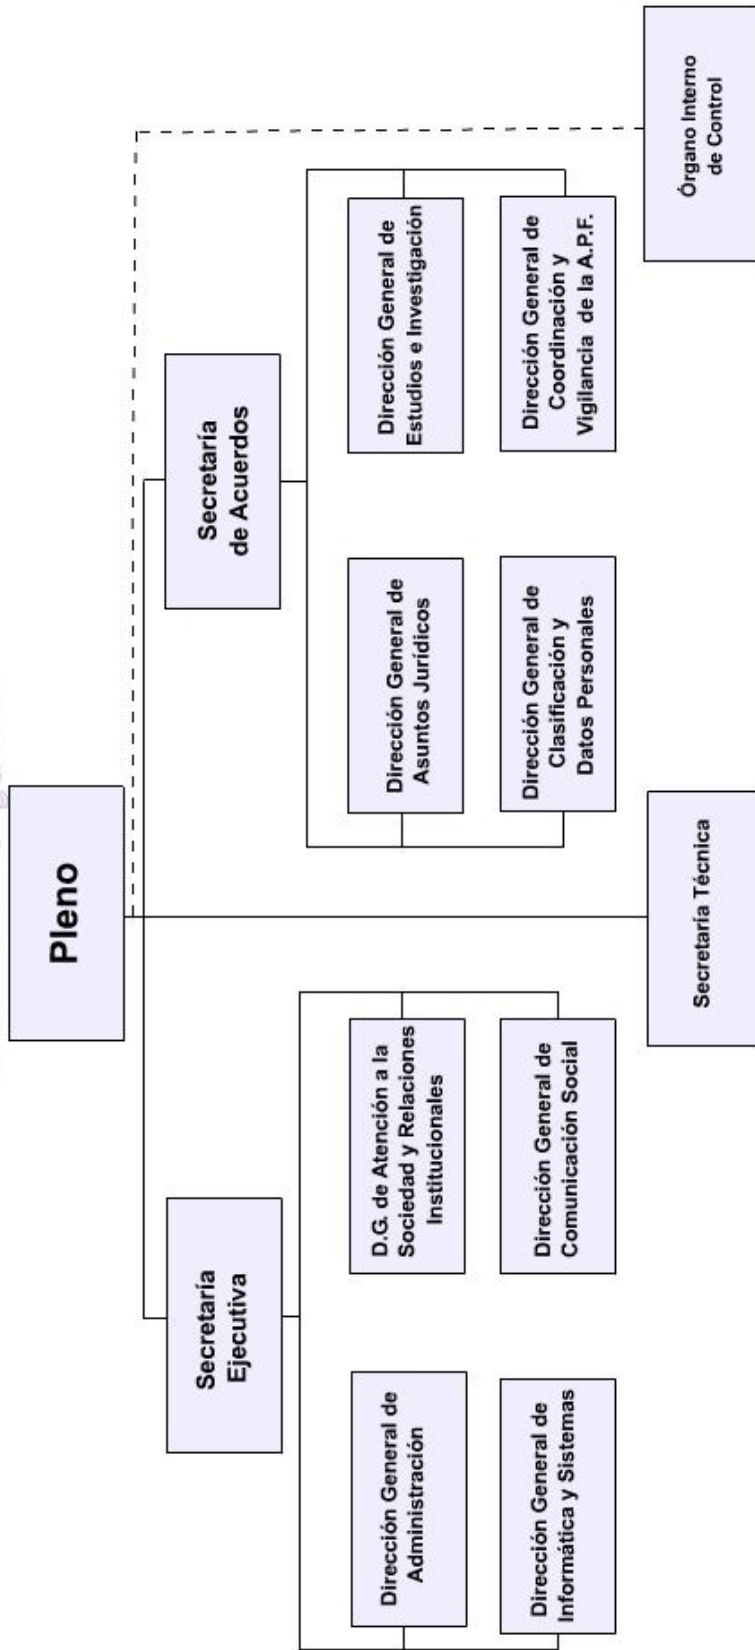 Pleno
Secretaría
Ejecutiva
Secretaría
de Acuerdos
Dirección General de
Administración
D.G. de Atención a la
Sociedad y Relaciones
Institucionales
Dirección General de
Asuntos Jurídicos
Dirección General de
Estudios e Investigación
Dirección General de
Informática y Sistemas
Dirección General de
Comunicación Social
Dirección General de
Clasificación y
Datos Personales
Dirección General de
Coordinación y
Vigilancia de la A.P.F.
Secretaría Técnica
Órgano Interno
de Control